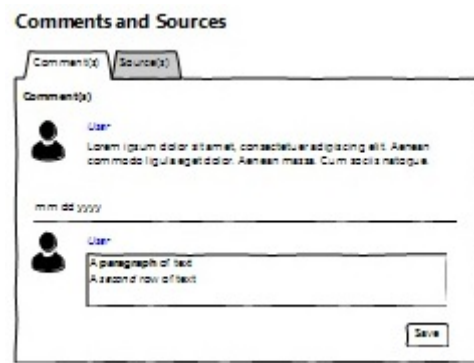 Comments and Sources
Comment(s)
Source(s)
Comment(s)
User
Lorem ipsum dolor sit amet, consectetuer adipiscing elit. Aenean
commodo ligula eget dolor. Aenean massa. Cum sociis natoque.
mm dd yyyy
User
A paragraph of text
A second row of text
Save